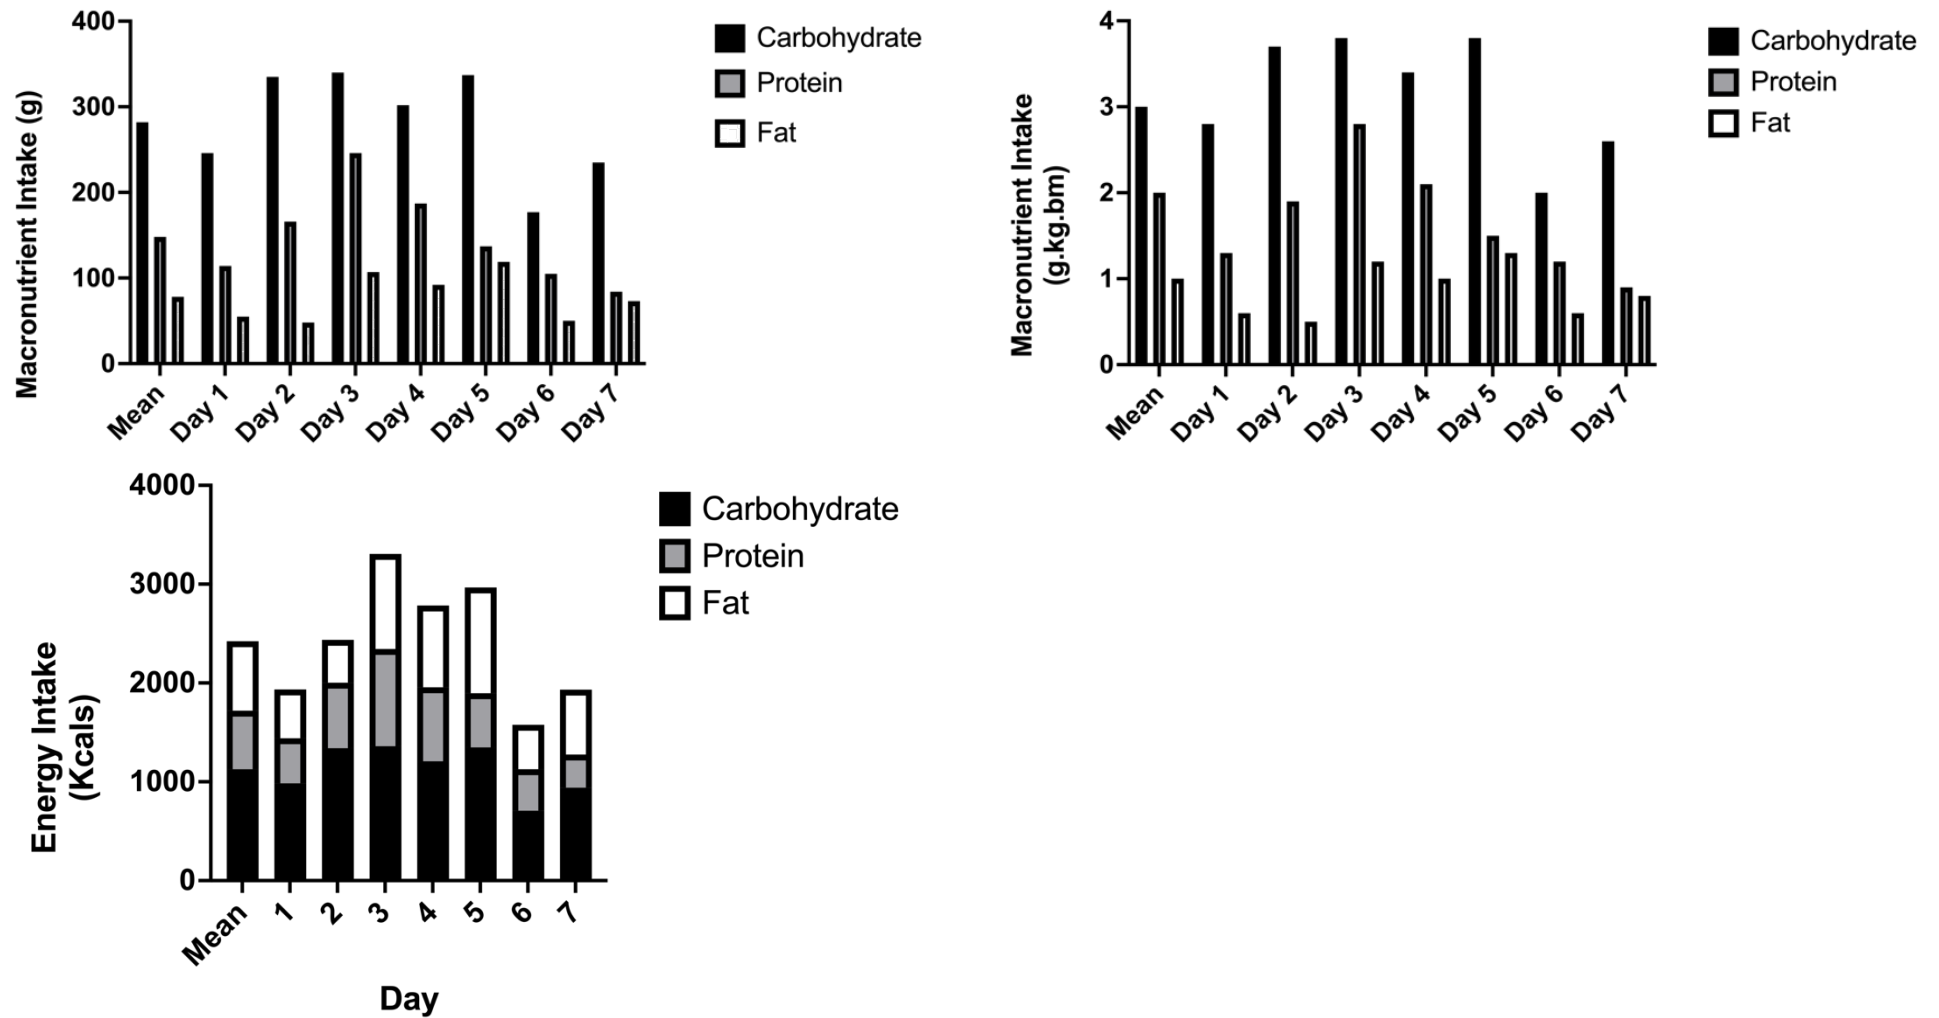 400
300
200
100
0
Macronutrient Intake (g)
Mean
Day 1
Day 2
Day 3
Day 4
Day 5
Day 6
Day 7
Carbohydrate
Protein
Fat
4
3
2
1
0
Macronutrient Intake
(g.kg.bm)
Mean
Day 1
Day 2
Day 3
Day 4
Day 5
Day 6
Day 7
Carbohydrate
Protein
Fat
4000
3000
2000
1000
0
Energy Intake
(Kcals)
Mean
1
2
3
4
5
6
7
Day
Carbohydrate
Protein
Fat